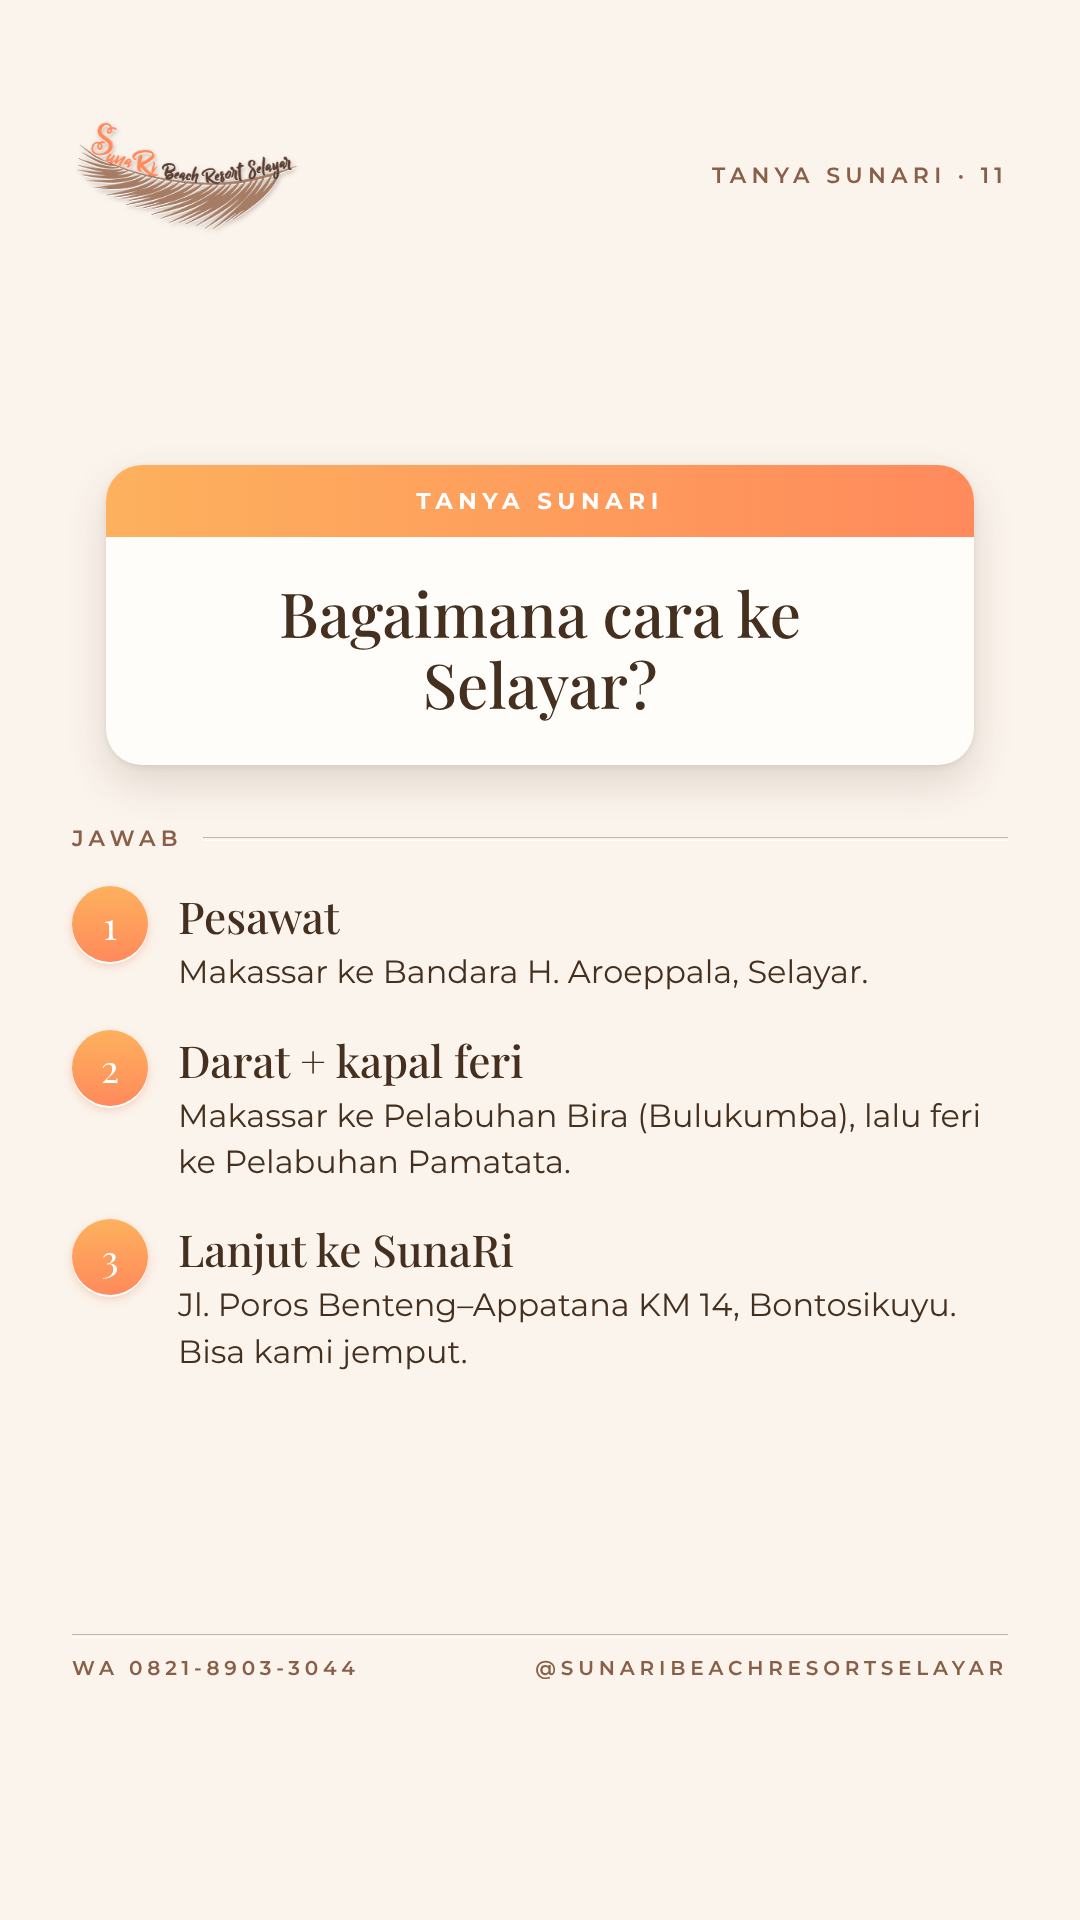 SunaRi Beach Resort Selayar
TANYA SUNARI · 11
TANYA SUNARI
Bagaimana cara ke
Selayar?
JAWAB
1
Pesawat
Makassar ke Bandara H. Aroeppala, Selayar.
2
Darat + kapal feri
Makassar ke Pelabuhan Bira (Bulukumba), lalu feri
ke Pelabuhan Pamatata.
3
Lanjut ke SunaRi
Jl. Poros Benteng–Appatana KM 14, Bontosikuyu.
Bisa kami jemput.
WA 0821-8903-3044
@SUNARIBEACHRESORTSELAYAR